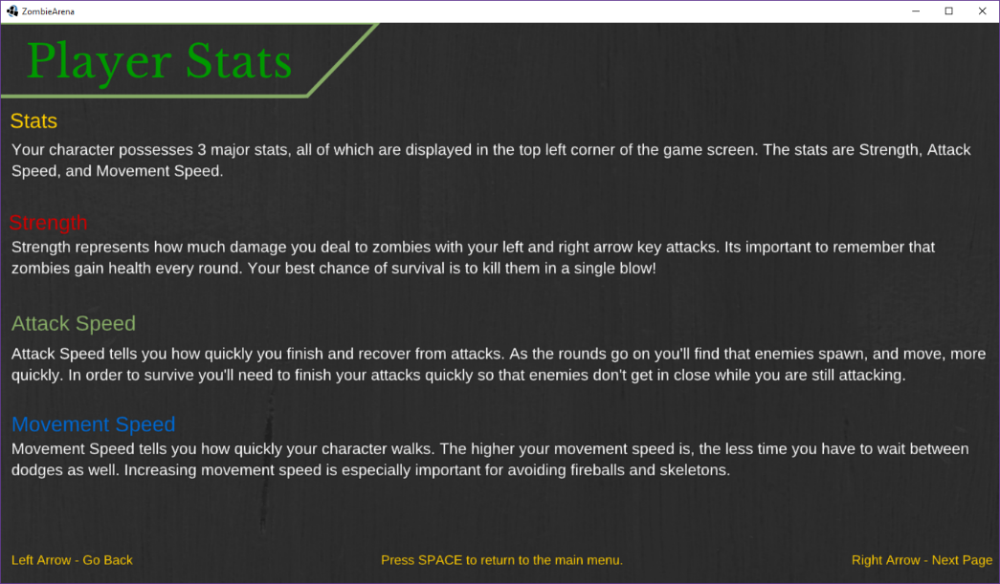 ZombieArena
Player Stats
Stats
Your character possesses 3 major stats, all of which are displayed in the top left corner of the game screen. The stats are Strength, Attack
Speed, and Movement Speed.
Strength
Strength represents how much damage you deal to zombies with your left and right arrow key attacks. Its important to remember that
zombies gain health every round. Your best chance of survival is to kill them in a single blow!
Attack Speed
Attack Speed tells you how quickly you finish and recover from attacks. As the rounds go on you'll find that enemies spawn, and move, more
quickly. In order to survive you'll need to finish your attacks quickly so that enemies don't get in close while you are still attacking.
Movement Speed
Movement Speed tells you how quickly your character walks. The higher your movement speed is, the less time you have to wait between
dodges as well. Increasing movement speed is especially important for avoiding fireballs and skeletons.
Left Arrow - Go Back
Press SPACE to return to the main menu.
Right Arrow - Next Page